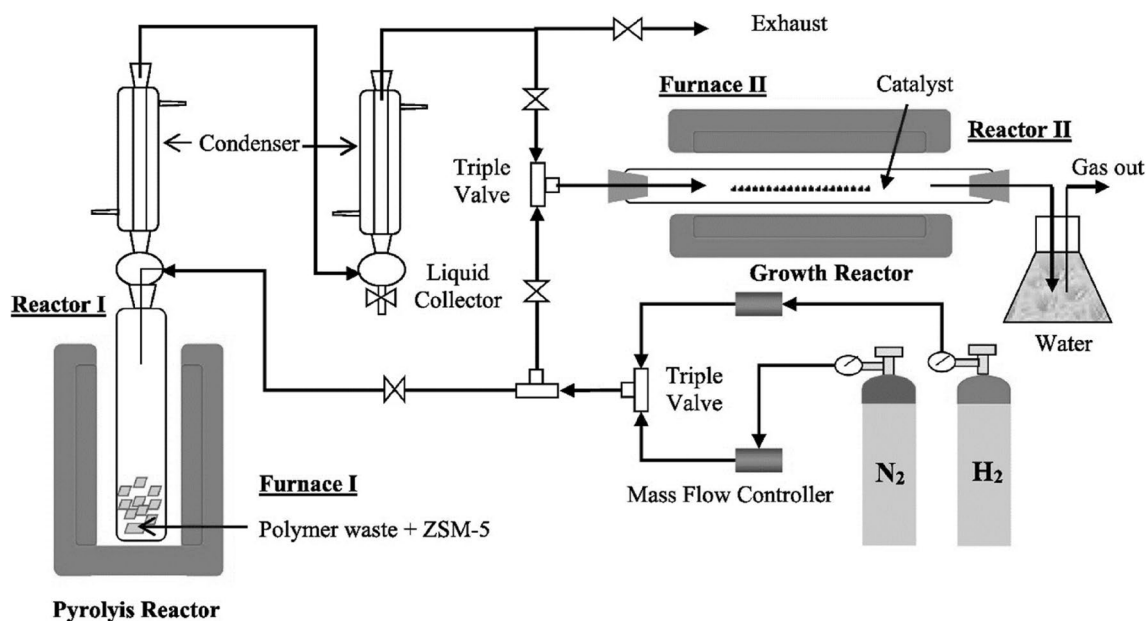 Exhaust
Furnace II
Catalyst
Reactor II
Condenser
Triple
Valve
Gas out
Liquid
Collector
Growth Reactor
Reactor I
Water
Triple
Valve
N₂
H₂
Furnace I
Mass Flow Controller
Polymer waste + ZSM-5
Pyrolyis Reactor